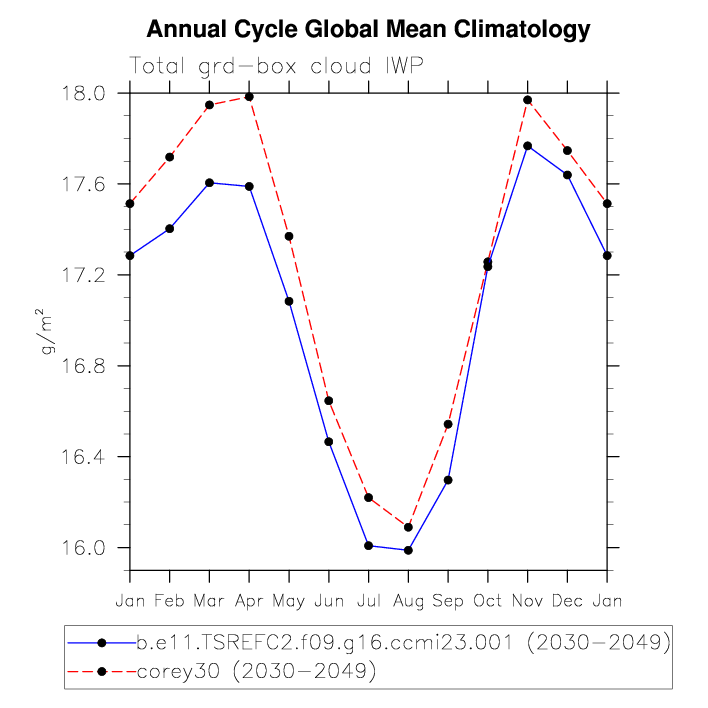 Annual Cycle Global Mean Climatology
Total grd-box cloud IWP
18.0
17.6
17.2
16.8
16.4
16.0
g/m²
Jan Feb Mar Apr May Jun Jul Aug Sep Oct Nov Dec Jan
b.e11.TSREFC2.f09.g16.ccmi23.001 (2030-2049)
corey30 (2030-2049)